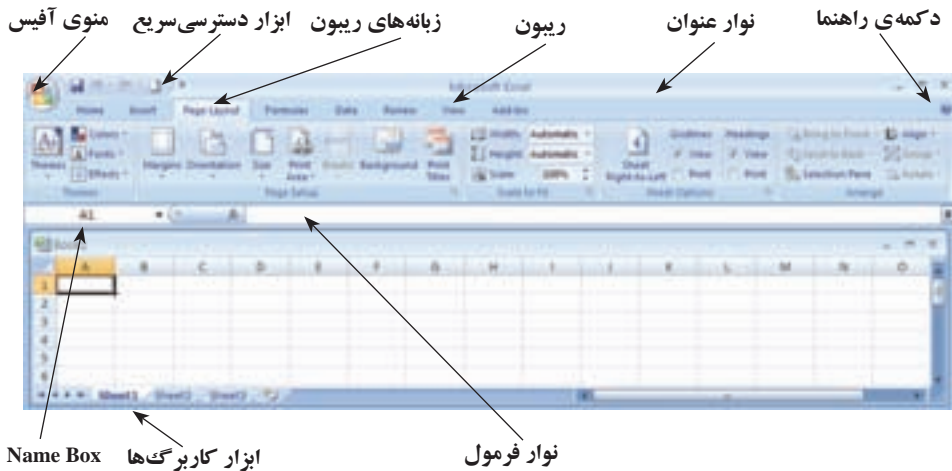 دکمه‌ی راهنما
نوار عنوان
ریبون
زبانه‌های ریبون
ابزار دسترسی‌سریع
منوی آفیس
Microsoft Excel
Home Insert Page Layout Formulas Data Review View Add-Ins
Themes Colors Fonts Effects
Margins Orientation Size Print Area Breaks Background Print Titles
Width: Automatic
Height: Automatic
Scale: 100%
Sheet Right-to-Left
Gridlines Headings
View View
Print Print
Bring to Front Send to Back Selection Pane
Align Group Rotate
Themes Page Setup Scale to Fit Sheet Options Arrange
A1
A B C D E F G H I J K L M N O
1
2
3
4
5
6
Sheet1 Sheet2 Sheet3
Name Box
ابزار کاربرگ‌ها
نوار فرمول